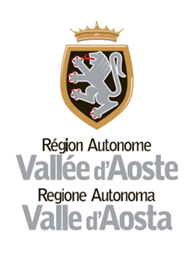 Région Autonome
Vallée d'Aoste
Regione Autonoma
Valle d'Aosta